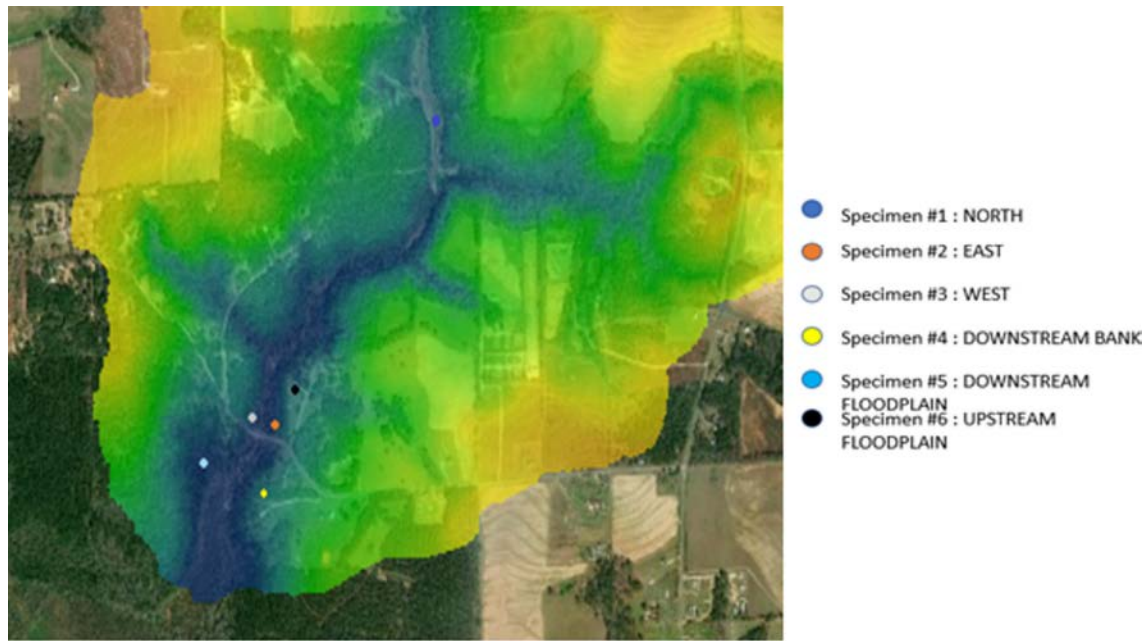 Specimen #1 : NORTH
Specimen #2 : EAST
Specimen #3 : WEST
Specimen #4 : DOWNSTREAM BANK
Specimen #5 : DOWNSTREAM
FLOODPLAIN
Specimen #6 : UPSTREAM
FLOODPLAIN